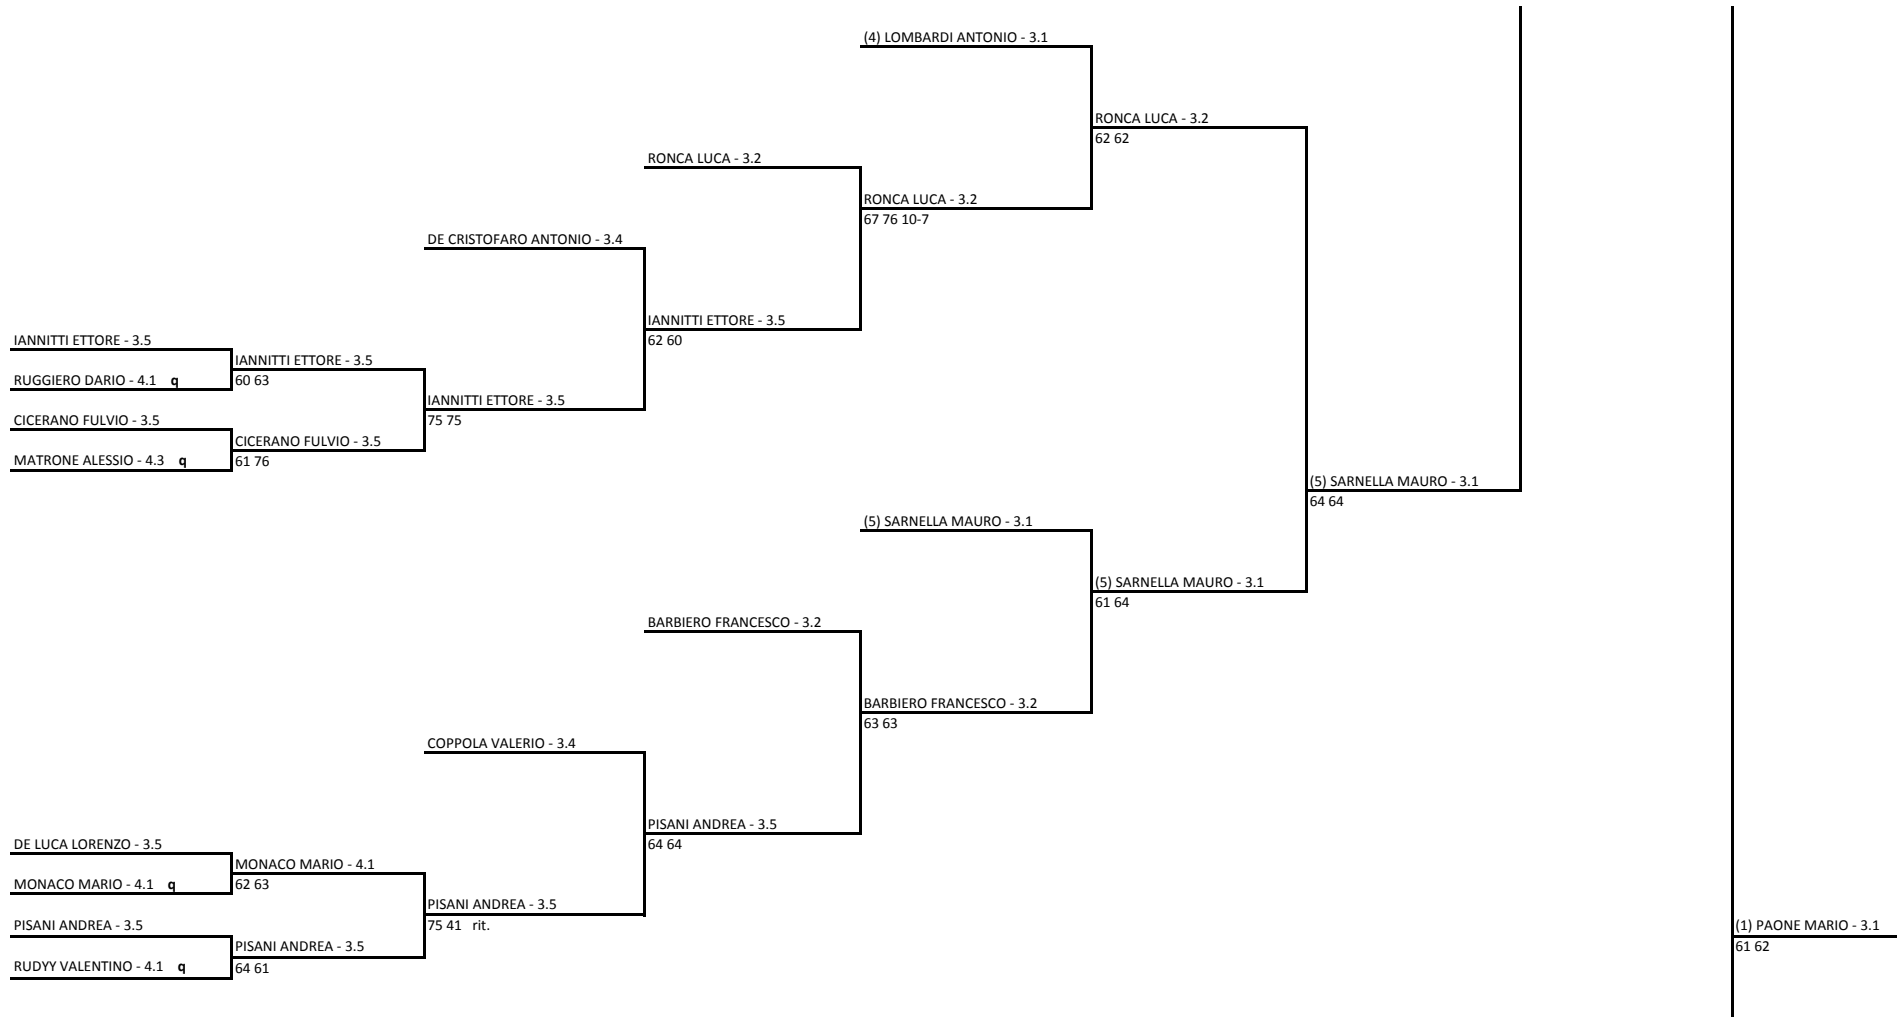 (4) LOMBARDI ANTONIO - 3.1
RONCA LUCA - 3.2
62 62
RONCA LUCA - 3.2
RONCA LUCA - 3.2
67 76 10-7
DE CRISTOFARO ANTONIO - 3.4
IANNITTI ETTORE - 3.5
62 60
IANNITTI ETTORE - 3.5
IANNITTI ETTORE - 3.5
RUGGIERO DARIO - 4.1 q
60 63
IANNITTI ETTORE - 3.5
75 75
CICERANO FULVIO - 3.5
CICERANO FULVIO - 3.5
MATRONE ALESSIO - 4.3 q
61 76
(5) SARNELLA MAURO - 3.1
64 64
(5) SARNELLA MAURO - 3.1
(5) SARNELLA MAURO - 3.1
61 64
BARBIERO FRANCESCO - 3.2
BARBIERO FRANCESCO - 3.2
63 63
COPPOLA VALERIO - 3.4
PISANI ANDREA - 3.5
64 64
DE LUCA LORENZO - 3.5
MONACO MARIO - 4.1
MONACO MARIO - 4.1 q
62 63
PISANI ANDREA - 3.5
75 41 rit.
PISANI ANDREA - 3.5
PISANI ANDREA - 3.5
RUDYY VALENTINO - 4.1 q
64 61
(1) PAONE MARIO - 3.1
61 62